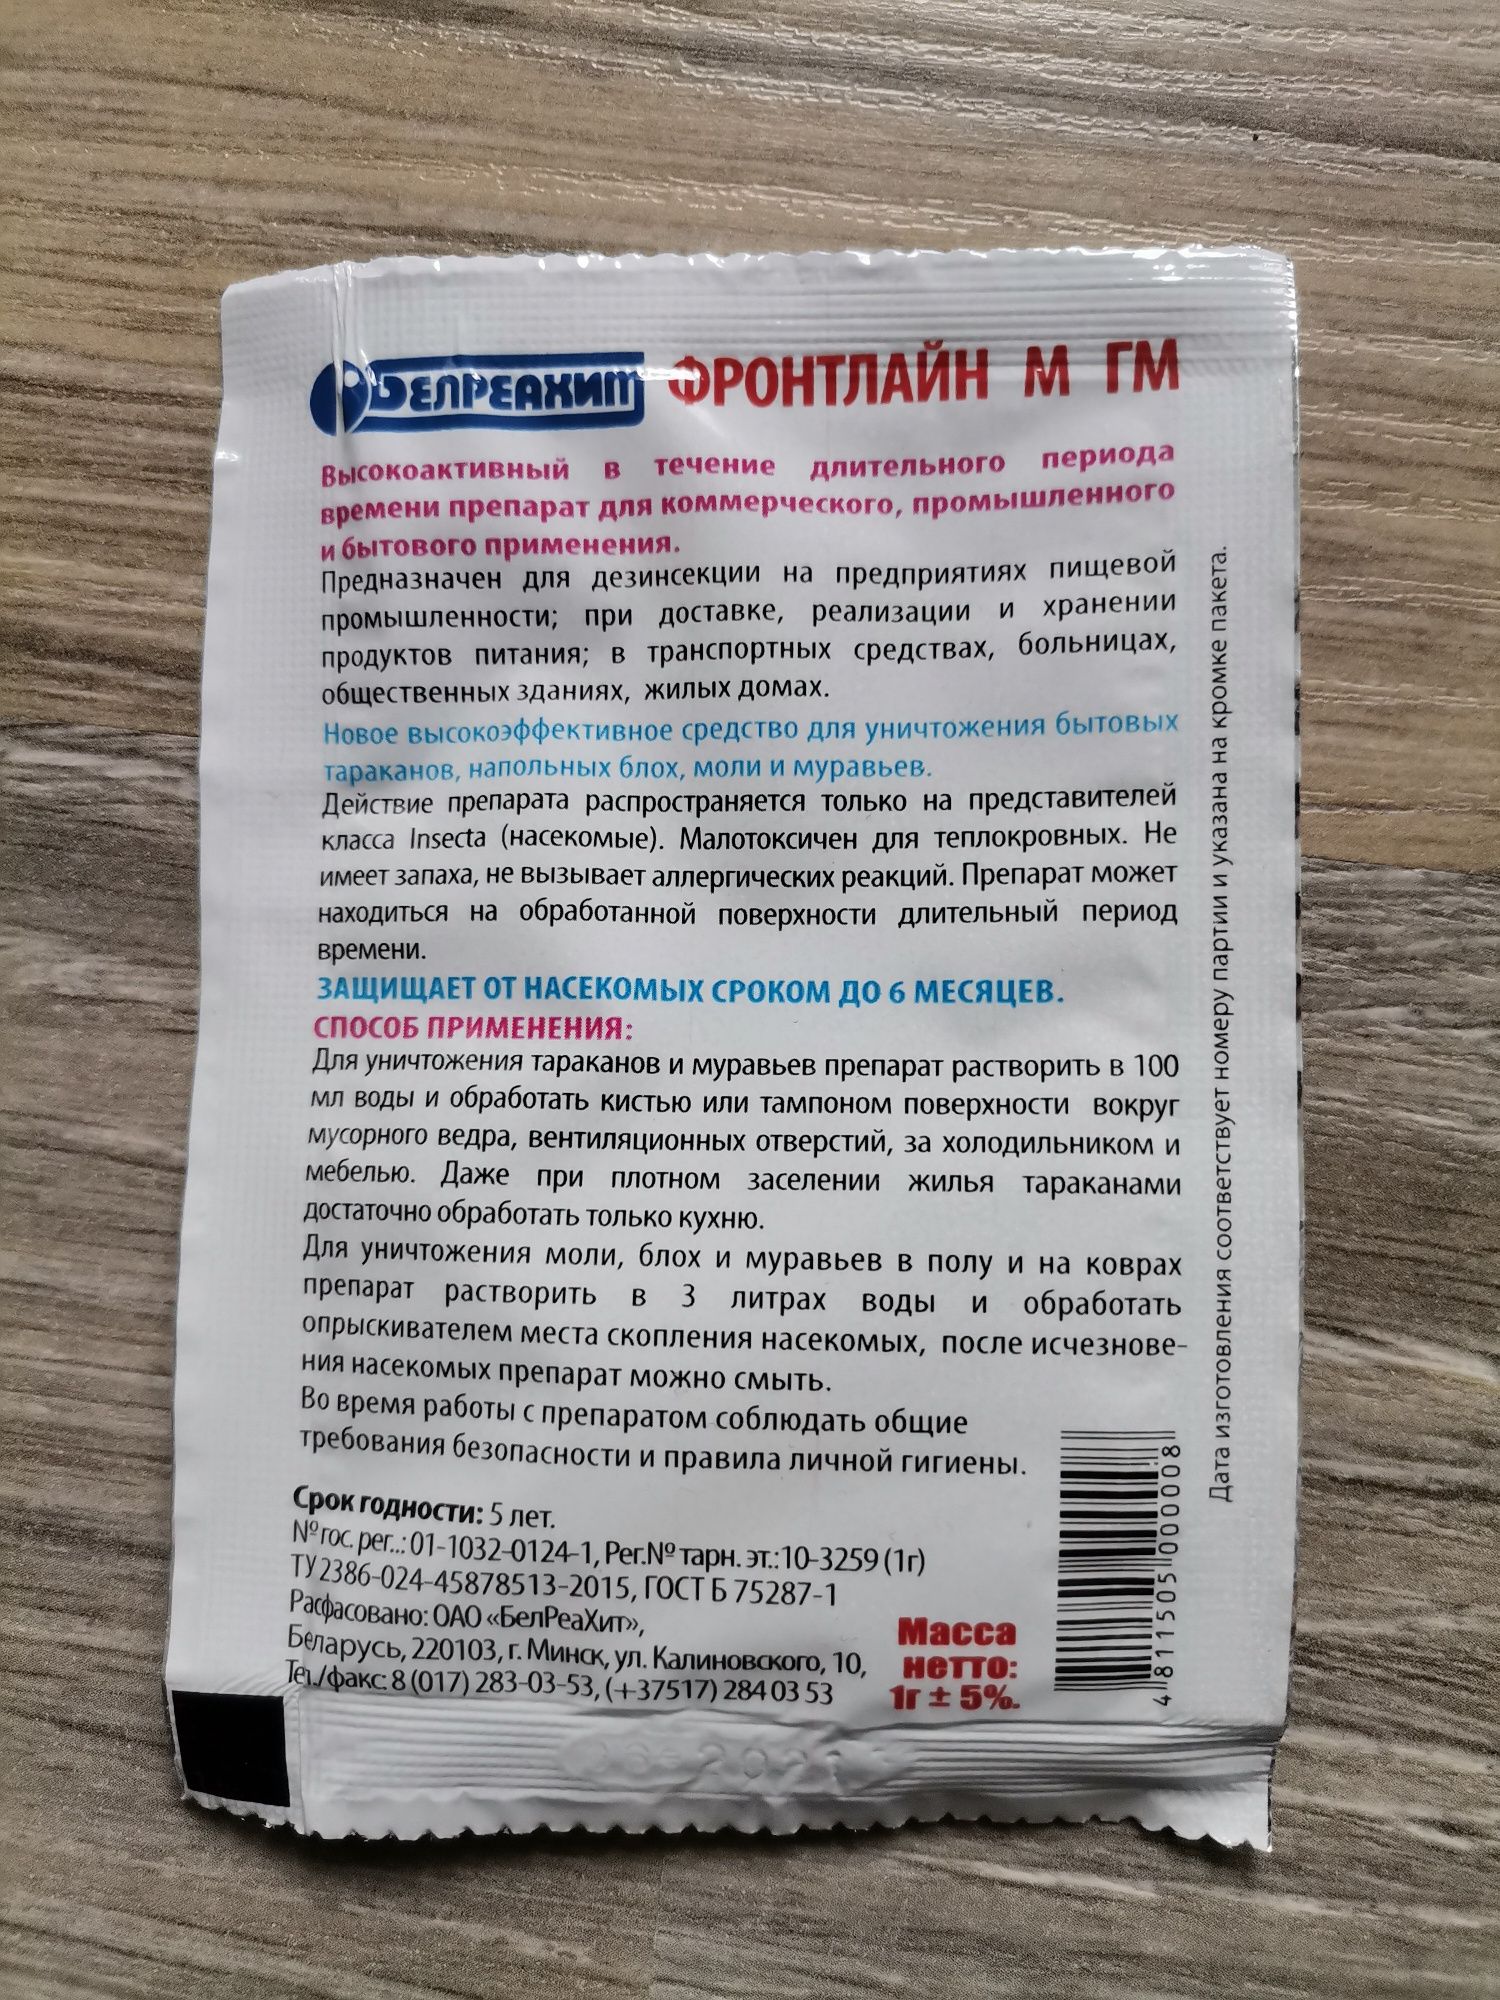 БЕЛРЕАХИТ ФРОНТЛАЙН М ГМ
Высокоактивный в течение длительного периода
времени препарат для коммерческого, промышленного
и бытового применения.
Предназначен для дезинсекции на предприятиях пищевой
промышленности; при доставке, реализации и хранении
продуктов питания; в транспортных средствах, больницах,
общественных зданиях, жилых домах.
Новое высокоэффективное средство для уничтожения бытовых
тараканов, напольных блох, моли и муравьев.
Действие препарата распространяется только на представителей
класса Insecta (насекомые). Малотоксичен для теплокровных. Не
имеет запаха, не вызывает аллергических реакций. Препарат может
находиться на обработанной поверхности длительный период
времени.
ЗАЩИЩАЕТ ОТ НАСЕКОМЫХ СРОКОМ ДО 6 МЕСЯЦЕВ.
СПОСОБ ПРИМЕНЕНИЯ:
Для уничтожения тараканов и муравьев препарат растворить в 100
мл воды и обработать кистью или тампоном поверхности вокруг
мусорного ведра, вентиляционных отверстий, за холодильником и
мебелью. Даже при плотном заселении жилья тараканами
достаточно обработать только кухню.
Для уничтожения моли, блох и муравьев в полу и на коврах
препарат растворить в 3 литрах воды и обработать
опрыскивателем места скопления насекомых, после исчезнове-
ния насекомых препарат можно смыть.
Во время работы с препаратом соблюдать общие
требования безопасности и правила личной гигиены.
Срок годности: 5 лет.
№ гос. рег..: 01-1032-0124-1, Рег.№ тарн. эт.:10-3259 (1г)
ТУ 2386-024-45878513-2015, ГОСТ Б 75287-1
Расфасовано: ОАО «БелРеаХит»,
Беларусь, 220103, г. Минск, ул. Калиновского, 10,
Тел./факс: 8 (017) 283-03-53, (+37517) 284 03 53
Масса
нетто:
1г ± 5%.
4 811505 000008
Дата изготовления соответствует номеру партии и указана на кромке пакета.